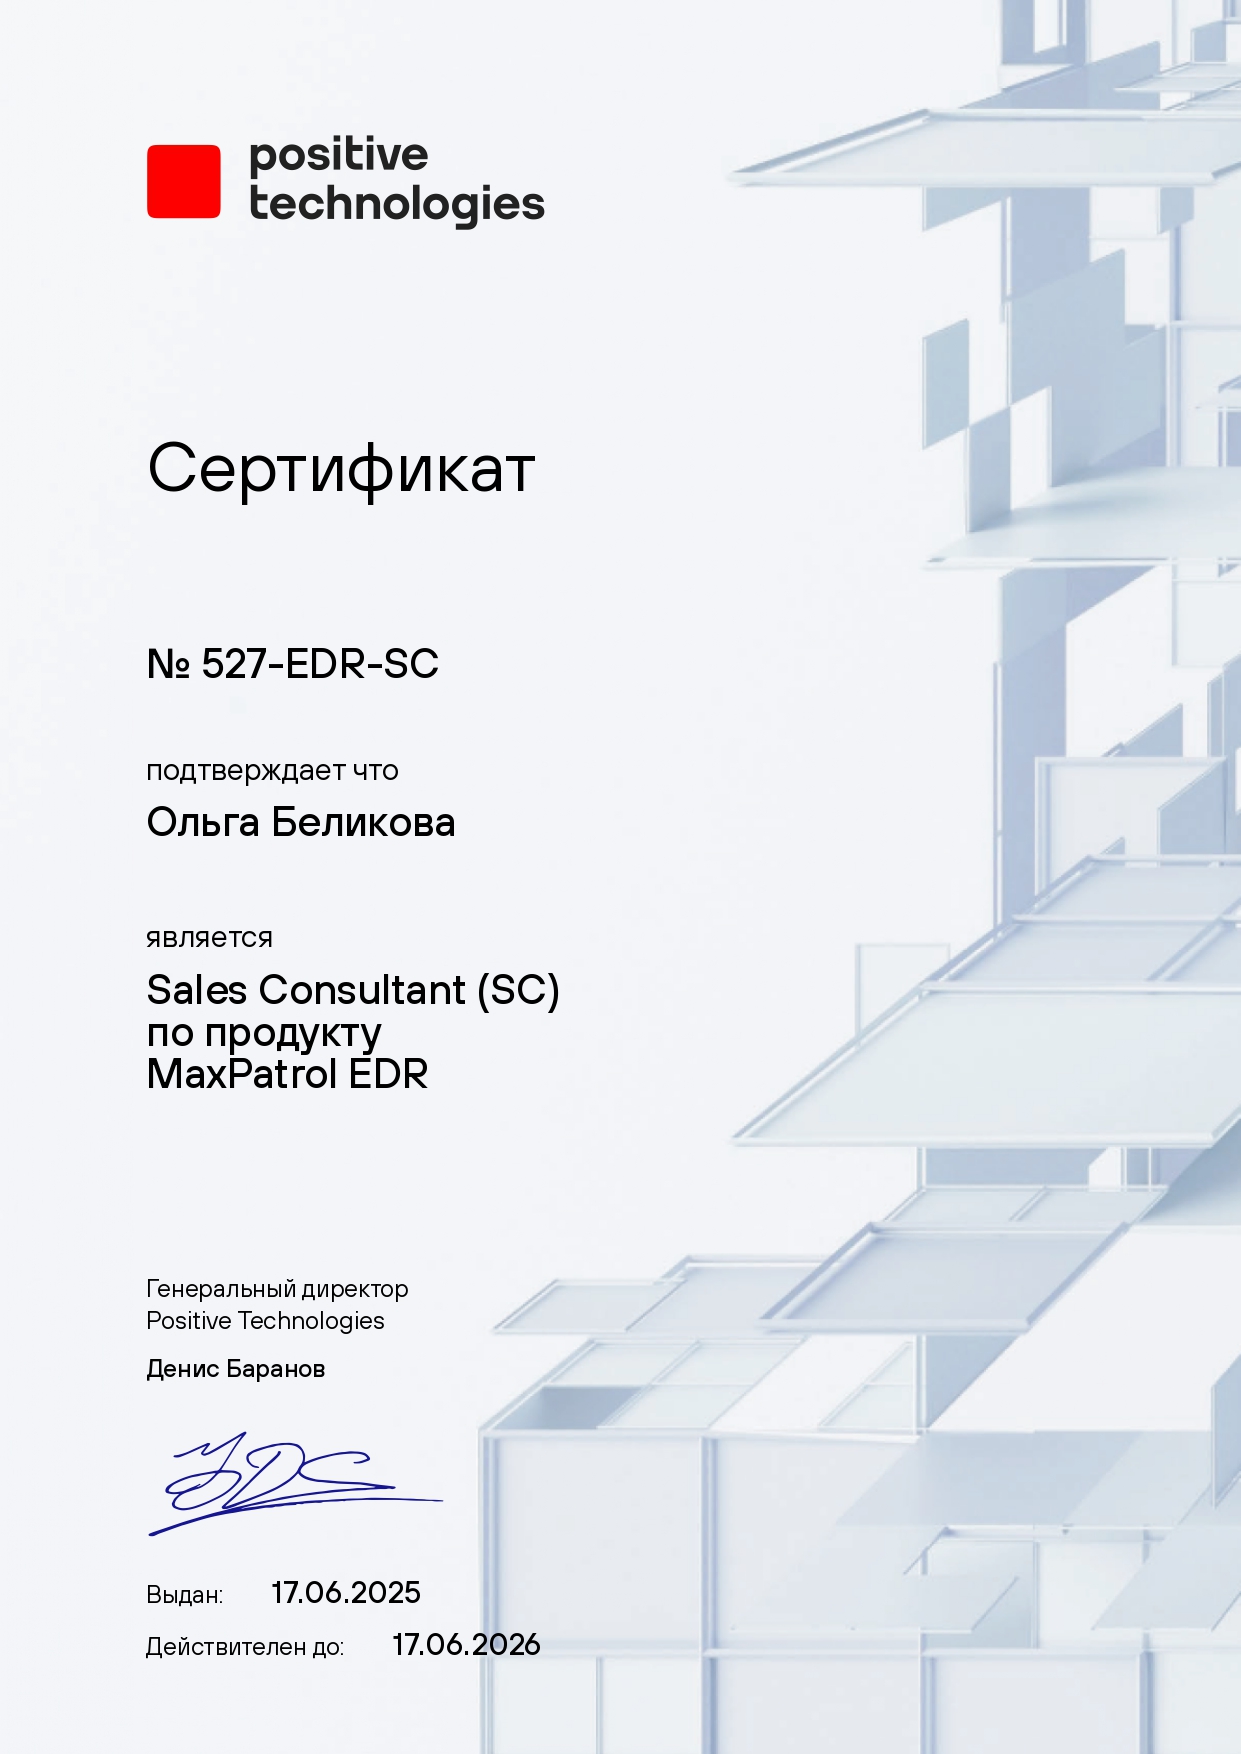 positive
technologies
Сертификат
№ 527-EDR-SC
подтверждает что
Ольга Беликова
является
Sales Consultant (SC)
по продукту
MaxPatrol EDR
Генеральный директор
Positive Technologies
Денис Баранов
Выдан: 17.06.2025
Действителен до: 17.06.2026